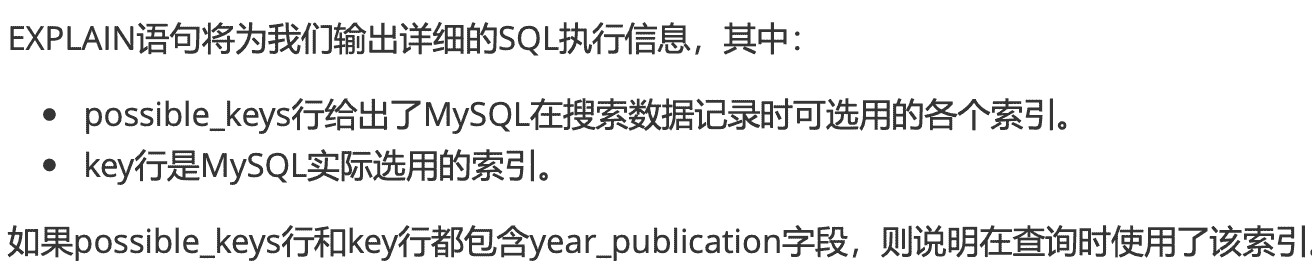 EXPLAIN语句将为我们输出详细的SQL执行信息，其中：
• possible_keys行给出了MySQL在搜索数据记录时可选用的各个索引。
• key行是MySQL实际选用的索引。
如果possible_keys行和key行都包含year_publication字段，则说明在查询时使用了该索引.